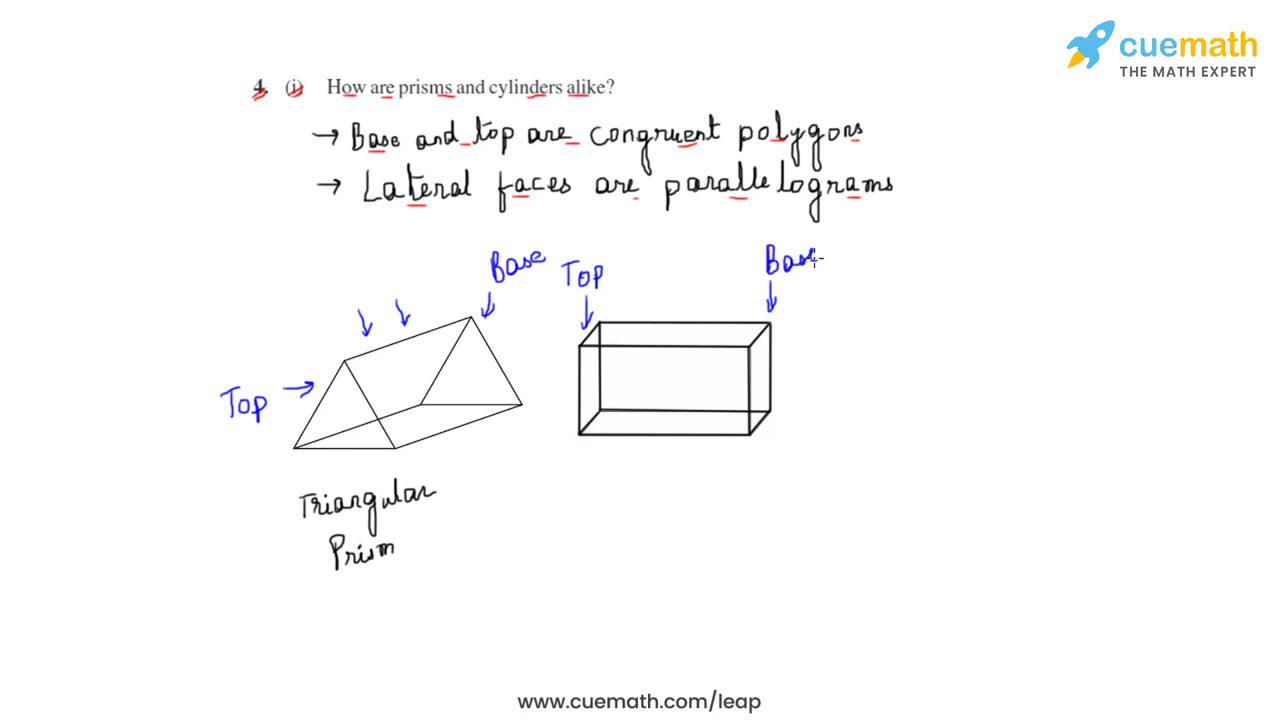 cuemath
THE MATH EXPERT
4. (i) How are prisms and cylinders alike?
→ Base and top are congruent polygons
→ Lateral faces are parallelograms
Base
Top
Base
Top →
Triangular
Prism
www.cuemath.com/leap